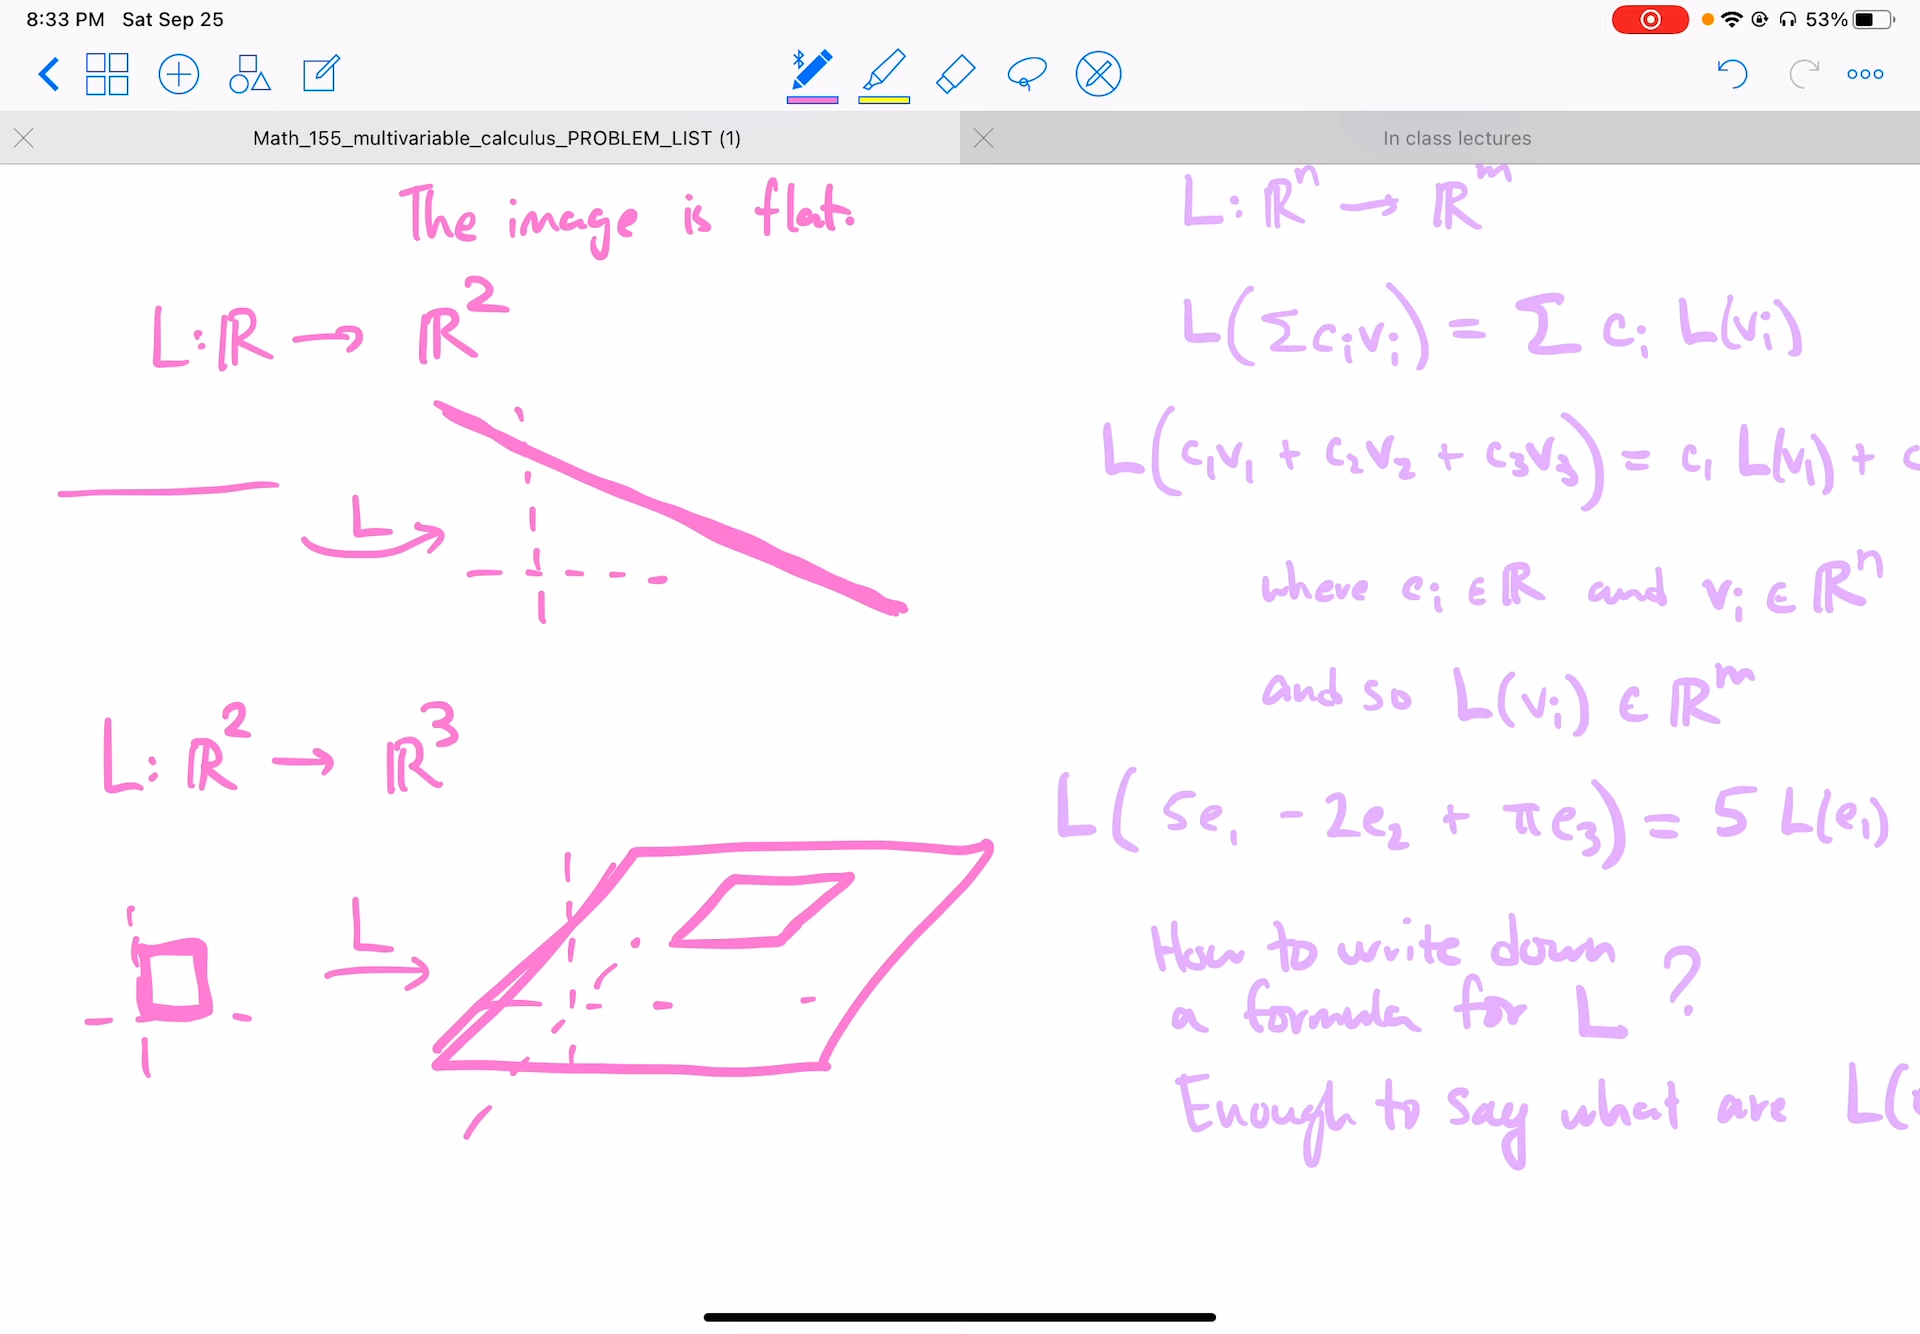 8:33 PM Sat Sep 25
53%
Math_155_multivariable_calculus_PROBLEM_LIST (1)
In class lectures
The image is flat.
L: ℝ → ℝ²
L
L: ℝ² → ℝ³
L
L: ℝⁿ → ℝᵐ
L(Σcᵢvᵢ) = Σ cᵢ L(vᵢ)
L(c₁v₁ + c₂v₂ + c₃v₃) = c₁ L(v₁) + c
where cᵢ ∈ ℝ and vᵢ ∈ ℝⁿ
and so L(vᵢ) ∈ ℝᵐ
L(5e₁ - 2e₂ + πe₃) = 5 L(e₁)
How to write down
a formula for L ?
Enough to say what are L(